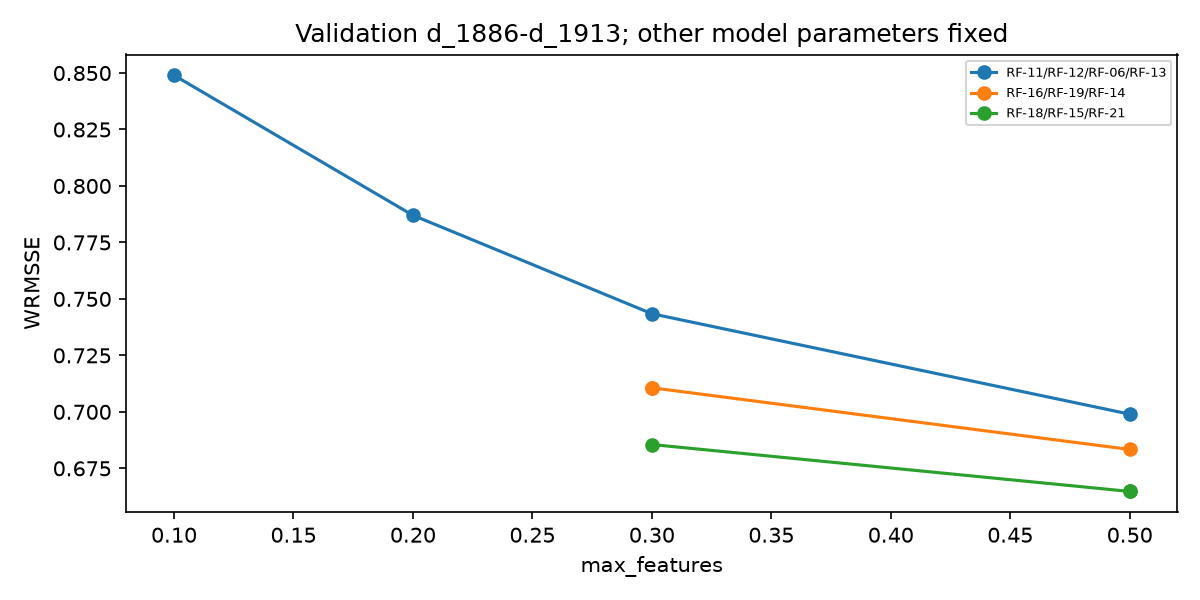 Validation d_1886-d_1913; other model parameters fixed
RF-11/RF-12/RF-06/RF-13
RF-16/RF-19/RF-14
RF-18/RF-15/RF-21
WRMSSE
0.850
0.825
0.800
0.775
0.750
0.725
0.700
0.675
0.10 0.15 0.20 0.25 0.30 0.35 0.40 0.45 0.50
max_features